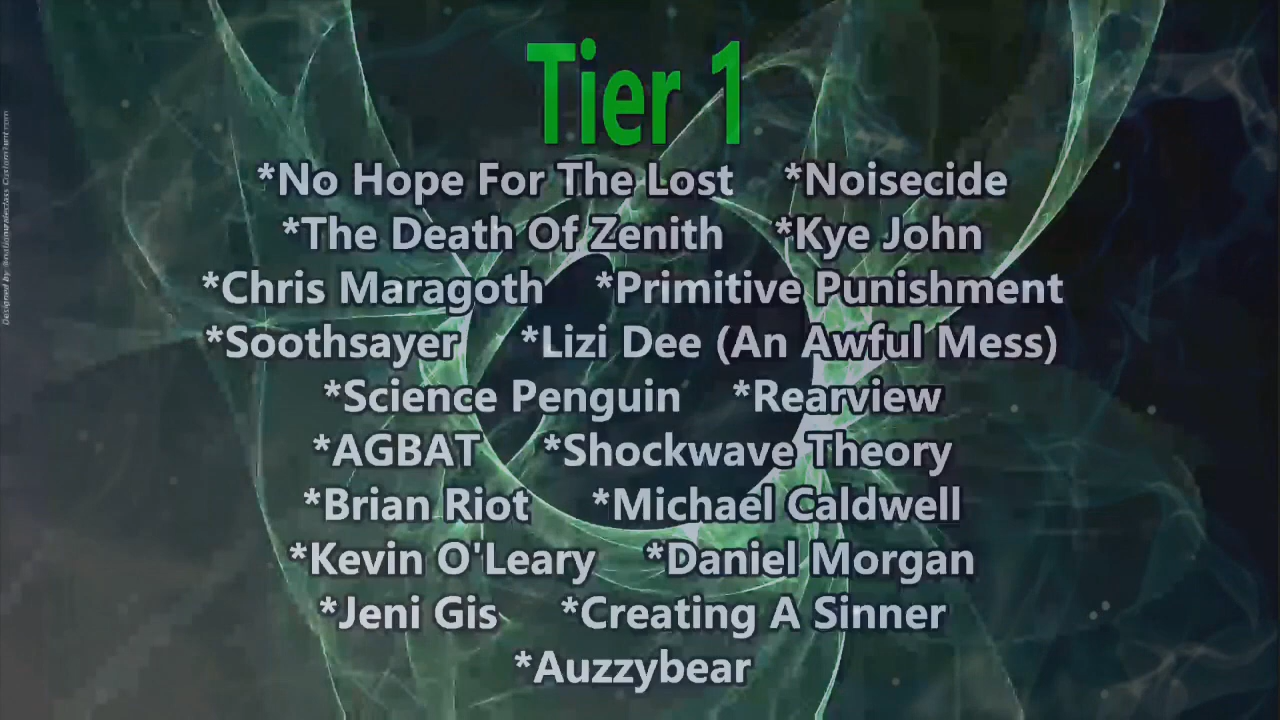 Tier 1
*No Hope For The Lost *Noisecide
*The Death Of Zenith *Kye John
*Chris Maragoth *Primitive Punishment
*Soothsayer *Lizi Dee (An Awful Mess)
*Science Penguin *Rearview
*AGBAT *Shockwave Theory
*Brian Riot *Michael Caldwell
*Kevin O'Leary *Daniel Morgan
*Jeni Gis *Creating A Sinner
*Auzzybear
Designed by